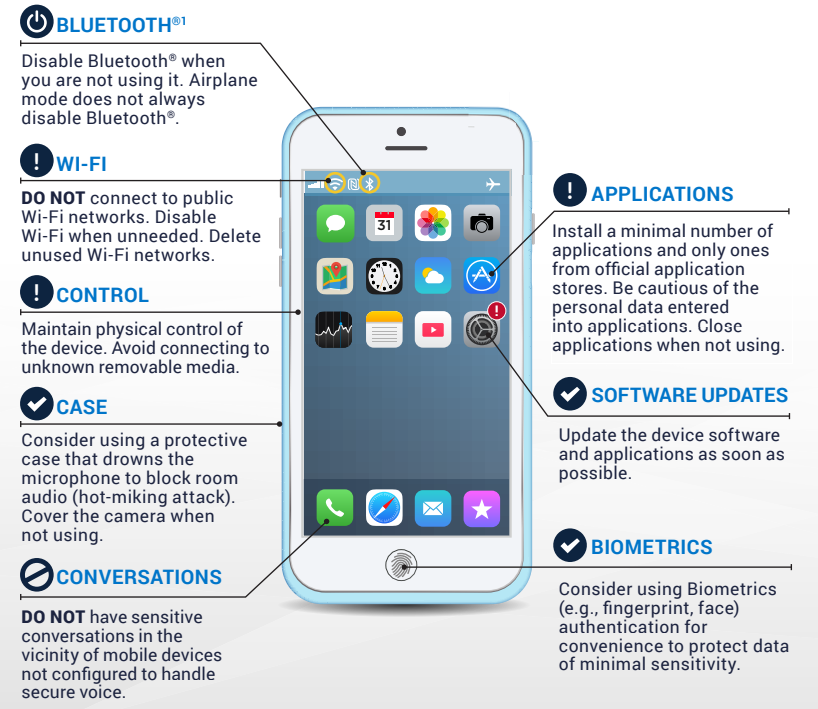 BLUETOOTH®1
Disable Bluetooth® when
you are not using it. Airplane
mode does not always
disable Bluetooth®.
WI-FI
DO NOT connect to public
Wi-Fi networks. Disable
Wi-Fi when unneeded. Delete
unused Wi-Fi networks.
CONTROL
Maintain physical control of
the device. Avoid connecting to
unknown removable media.
CASE
Consider using a protective
case that drowns the
microphone to block room
audio (hot-miking attack).
Cover the camera when
not using.
CONVERSATIONS
DO NOT have sensitive
conversations in the
vicinity of mobile devices
not configured to handle
secure voice.
31
APPLICATIONS
Install a minimal number of
applications and only ones
from official application
stores. Be cautious of the
personal data entered
into applications. Close
applications when not using.
SOFTWARE UPDATES
Update the device software
and applications as soon as
possible.
BIOMETRICS
Consider using Biometrics
(e.g., fingerprint, face)
authentication for
convenience to protect data
of minimal sensitivity.